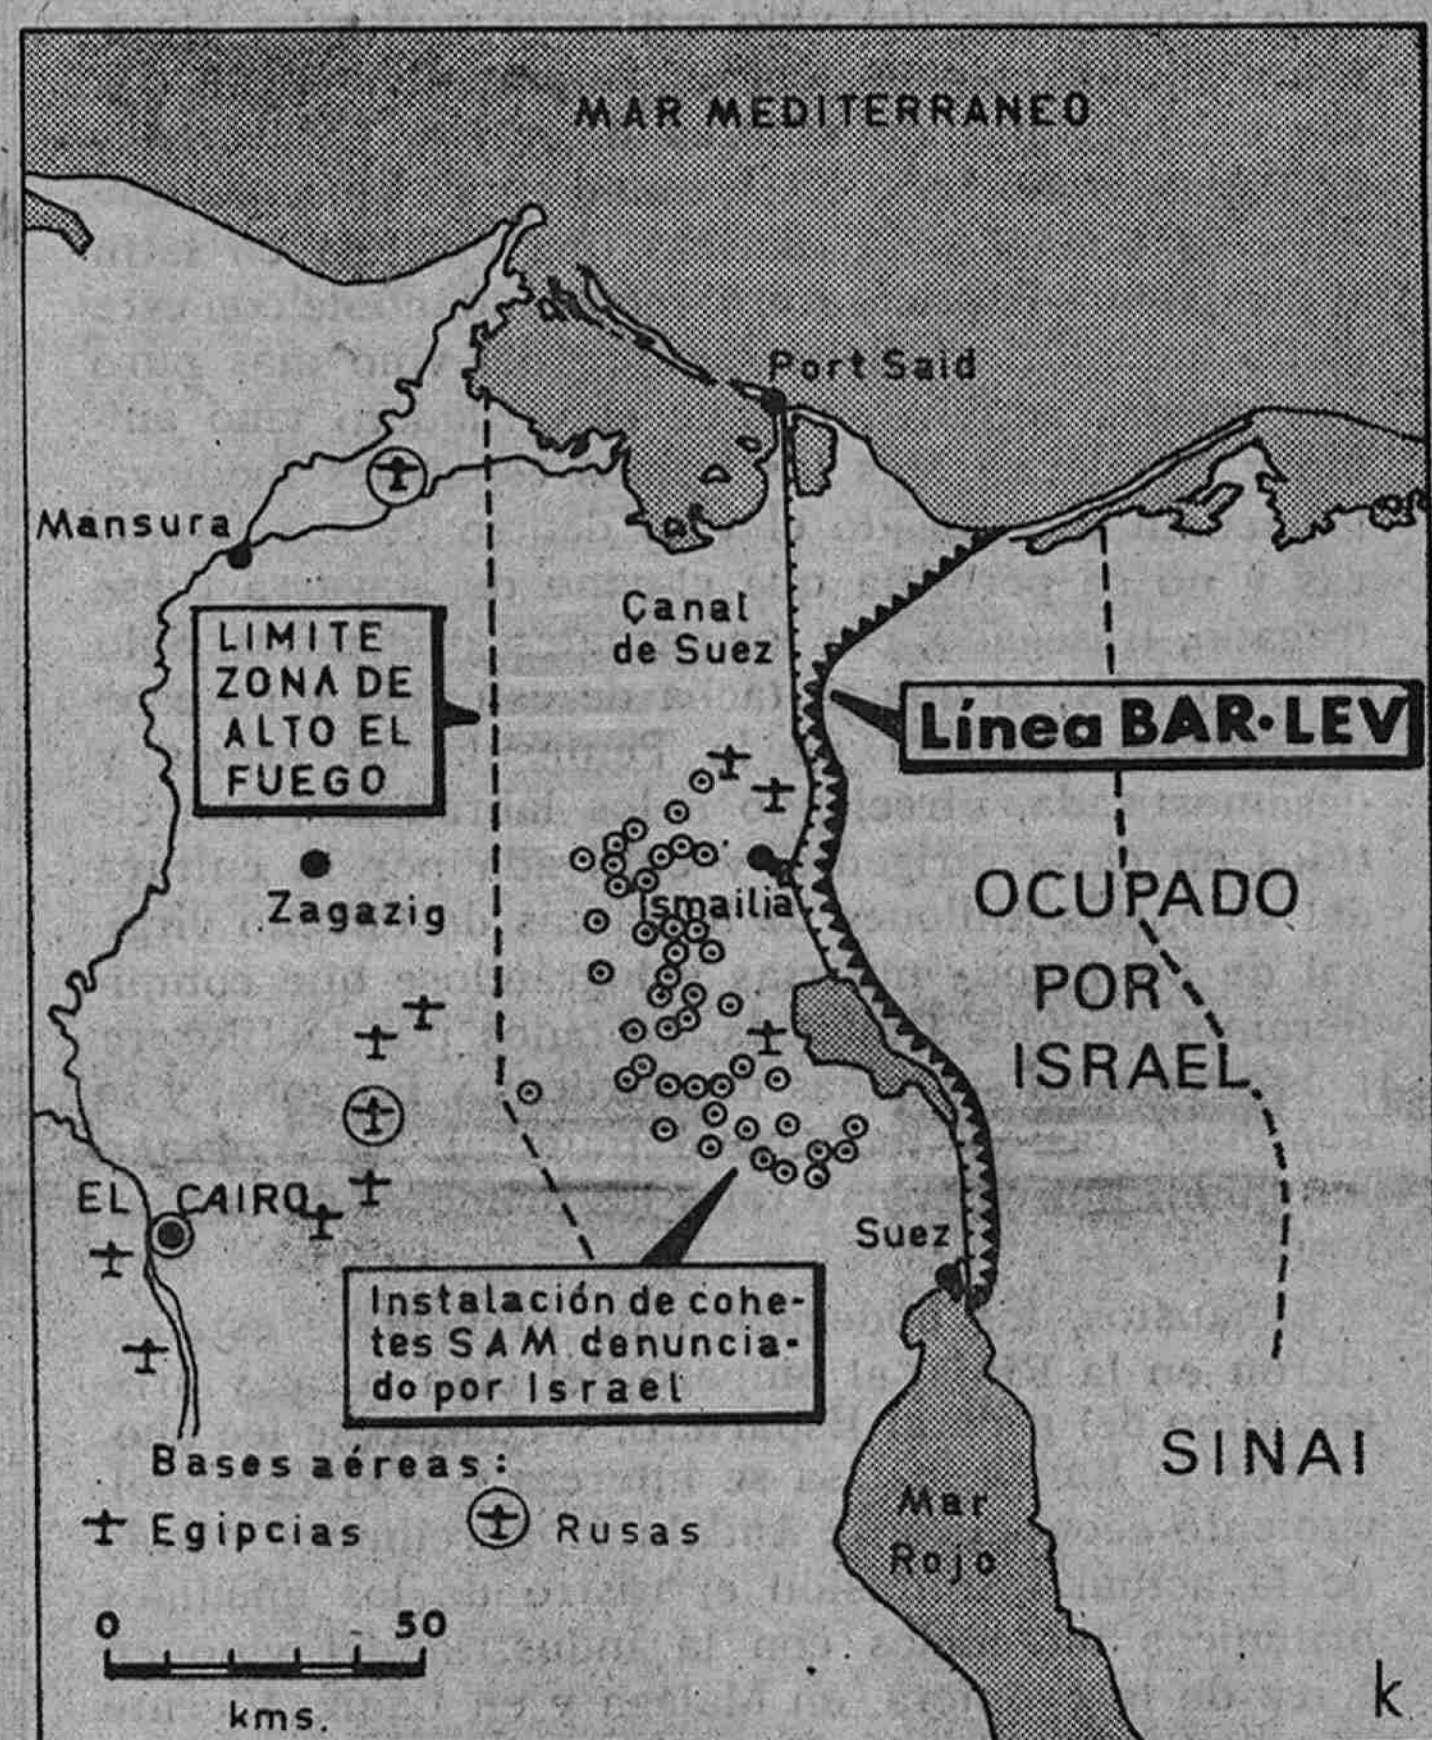 MAR MEDITERRANEO
Port Said
Mansura
Canal
de Suez
LIMITE
ZONA DE
ALTO EL
FUEGO
Línea BAR·LEV
Zagazig
Ismailia
OCUPADO
POR
ISRAEL
EL CAIRO
Suez
Instalación de cohe-
tes SAM denuncia-
do por Israel
SINAI
Bases aéreas:
Egipcias
Rusas
Mar
Rojo
0 50
kms.
k